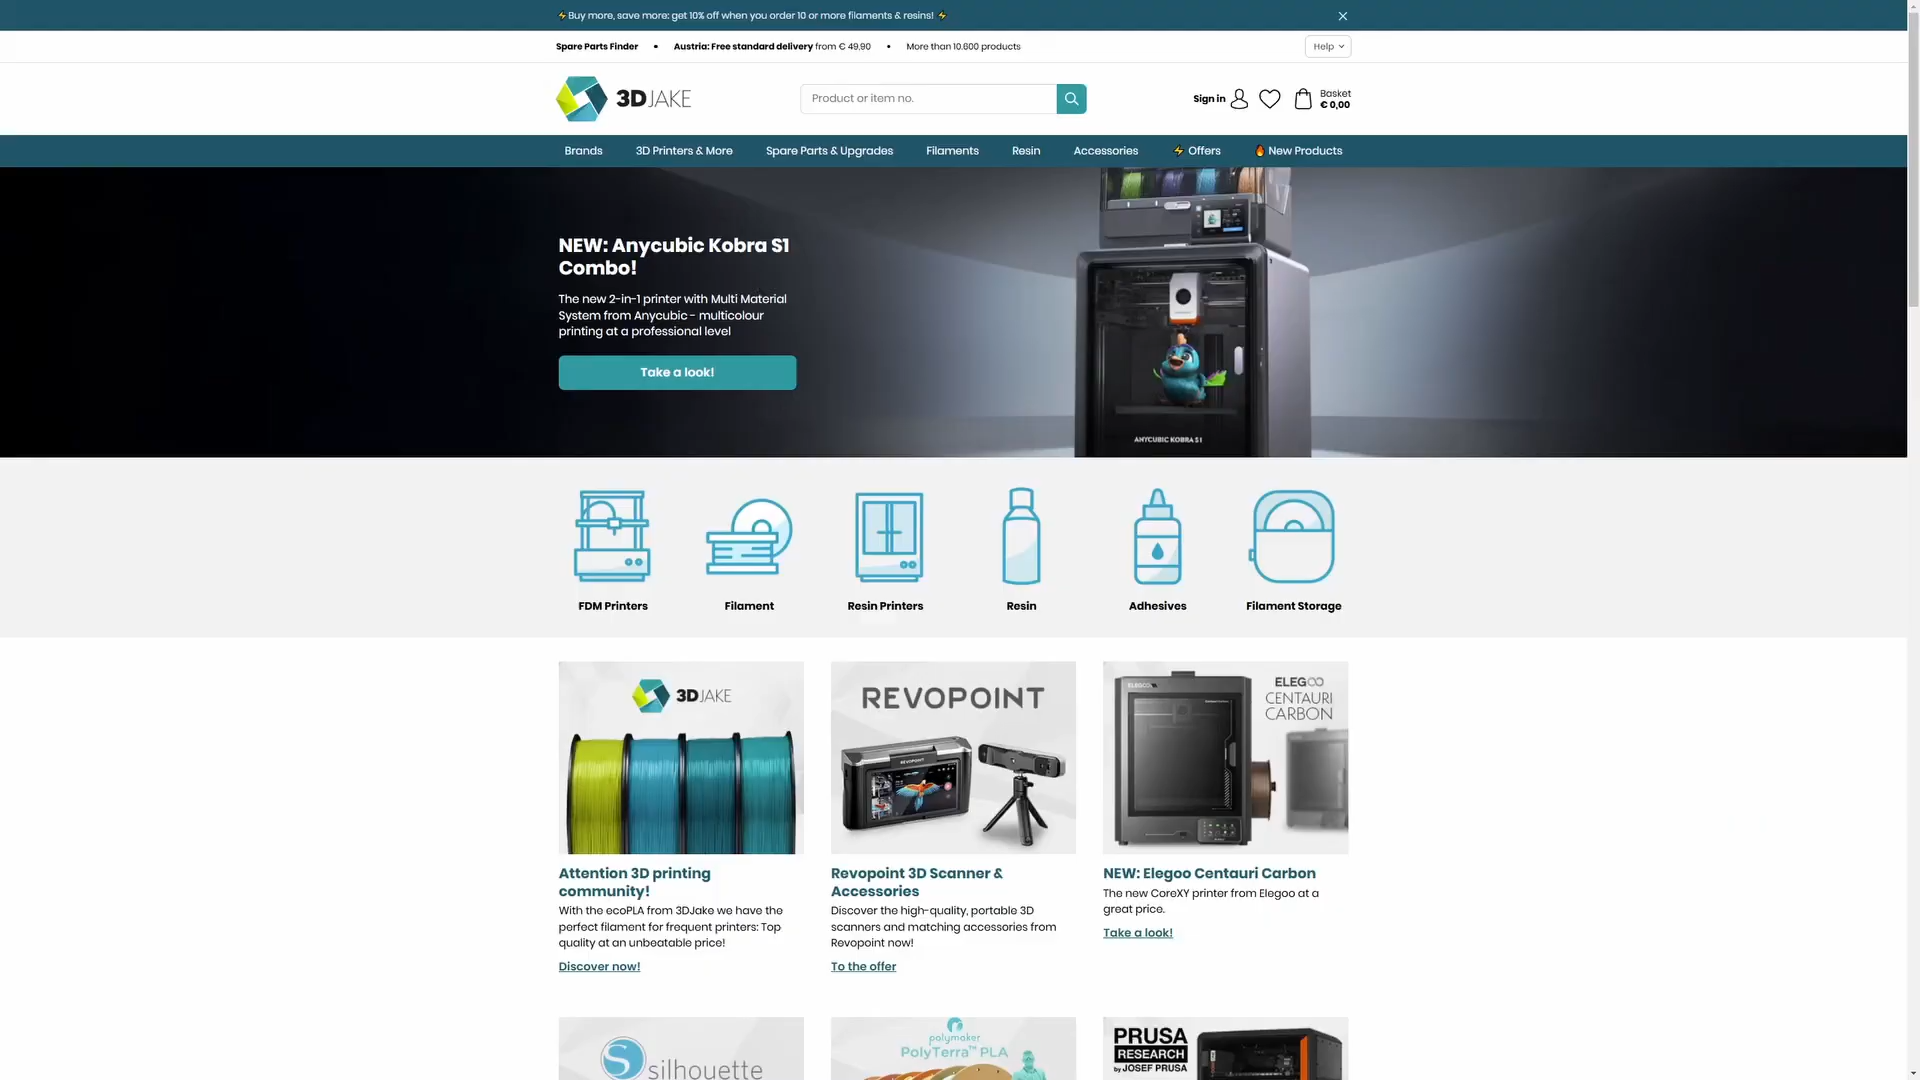 ⚡Buy more, save more: get 10% off when you order 10 or more filaments & resins! ⚡
Spare Parts Finder • Austria: Free standard delivery from € 49,90 • More than 10.600 products
Help
3DJAKE
Product or item no.
Sign in
Basket
€ 0,00
Brands 3D Printers & More Spare Parts & Upgrades Filaments Resin Accessories ⚡ Offers 🔥 New Products
NEW: Anycubic Kobra S1
Combo!
The new 2-in-1 printer with Multi Material
System from Anycubic - multicolour
printing at a professional level
Take a look!
ANYCUBIC KOBRA S1
FDM Printers Filament Resin Printers Resin Adhesives Filament Storage
3DJAKE
Attention 3D printing
community!
With the ecoPLA from 3DJake we have the
perfect filament for frequent printers: Top
quality at an unbeatable price!
Discover now!
REVOPOINT
REVOPOINT
Revopoint 3D Scanner &
Accessories
Discover the high-quality, portable 3D
scanners and matching accessories from
Revopoint now!
To the offer
ELEGOO
ELEGOO
CENTAURI
CARBON
NEW: Elegoo Centauri Carbon
The new CoreXY printer from Elegoo at a
great price.
Take a look!
S silhouette
polymaker
PolyTerra™ PLA
PRUSA
RESEARCH
by JOSEF PRUSA